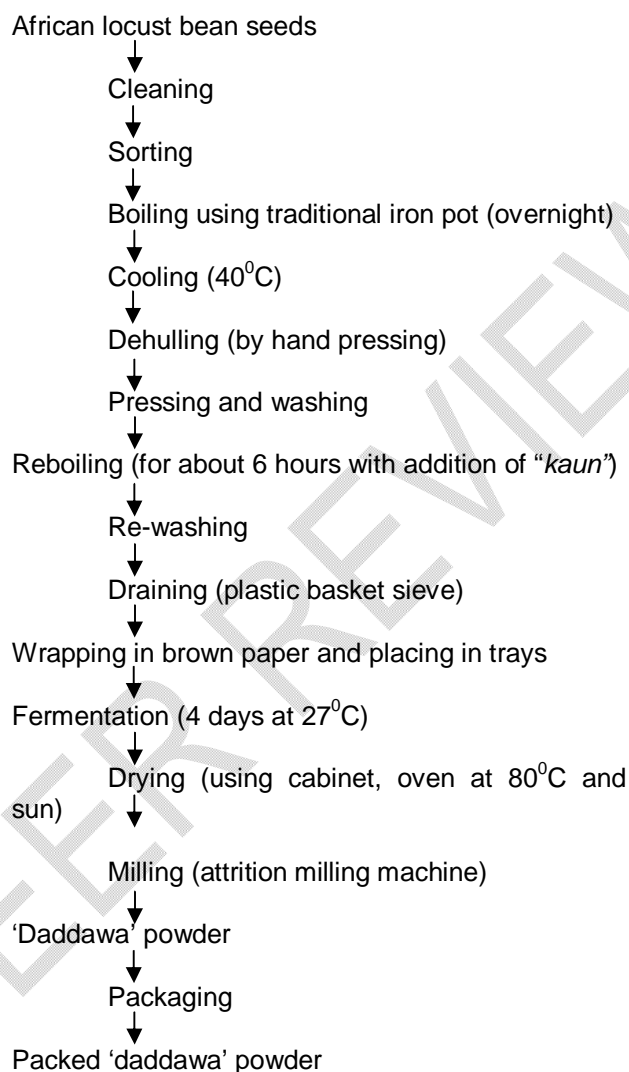 African locust bean seeds
Cleaning
Sorting
Boiling using traditional iron pot (overnight)
Cooling (40⁰C)
Dehulling (by hand pressing)
Pressing and washing
Reboiling (for about 6 hours with addition of “kaun”)
Re-washing
Draining (plastic basket sieve)
Wrapping in brown paper and placing in trays
Fermentation (4 days at 27⁰C)
Drying (using cabinet, oven at 80⁰C and
sun)
Milling (attrition milling machine)
‘Daddawa’ powder
Packaging
Packed ‘daddawa’ powder